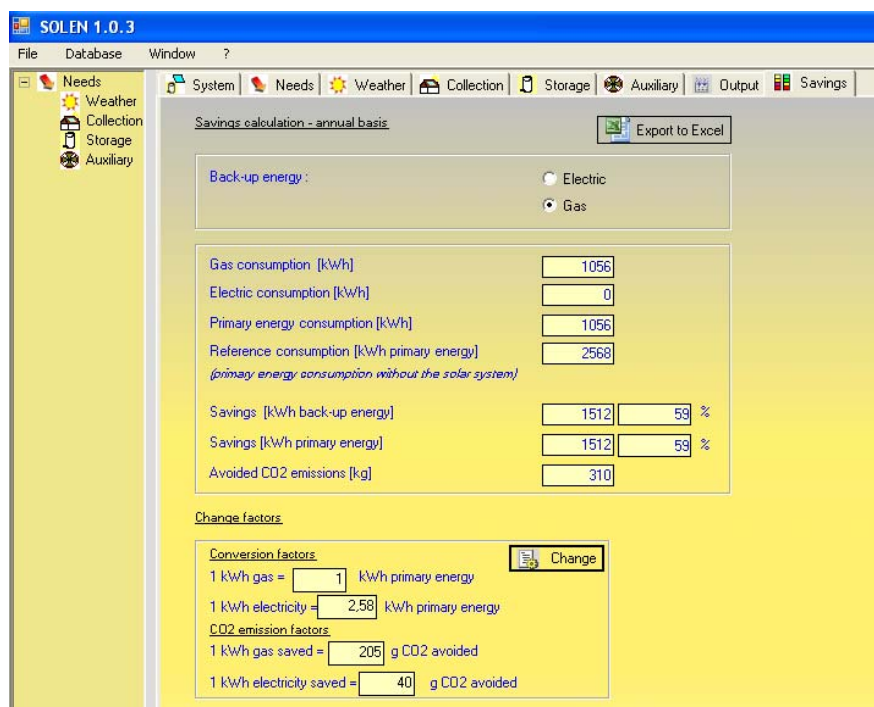 SOLEN 1.0.3
File Database Window ?
Needs
Weather
Collection
Storage
Auxiliary
System Needs Weather Collection Storage Auxiliary Output Savings
Savings calculation - annual basis
Export to Excel
Back-up energy :
Electric
Gas
Gas consumption [kWh] 1056
Electric consumption [kWh] 0
Primary energy consumption [kWh] 1056
Reference consumption [kWh primary energy] 2568
(primary energy consumption without the solar system)
Savings [kWh back-up energy] 1512 59 %
Savings [kWh primary energy] 1512 59 %
Avoided CO2 emissions [kg] 310
Change factors
Conversion factors
Change
1 kWh gas = 1 kWh primary energy
1 kWh electricity = 2,58 kWh primary energy
CO2 emission factors
1 kWh gas saved = 205 g CO2 avoided
1 kWh electricity saved = 40 g CO2 avoided